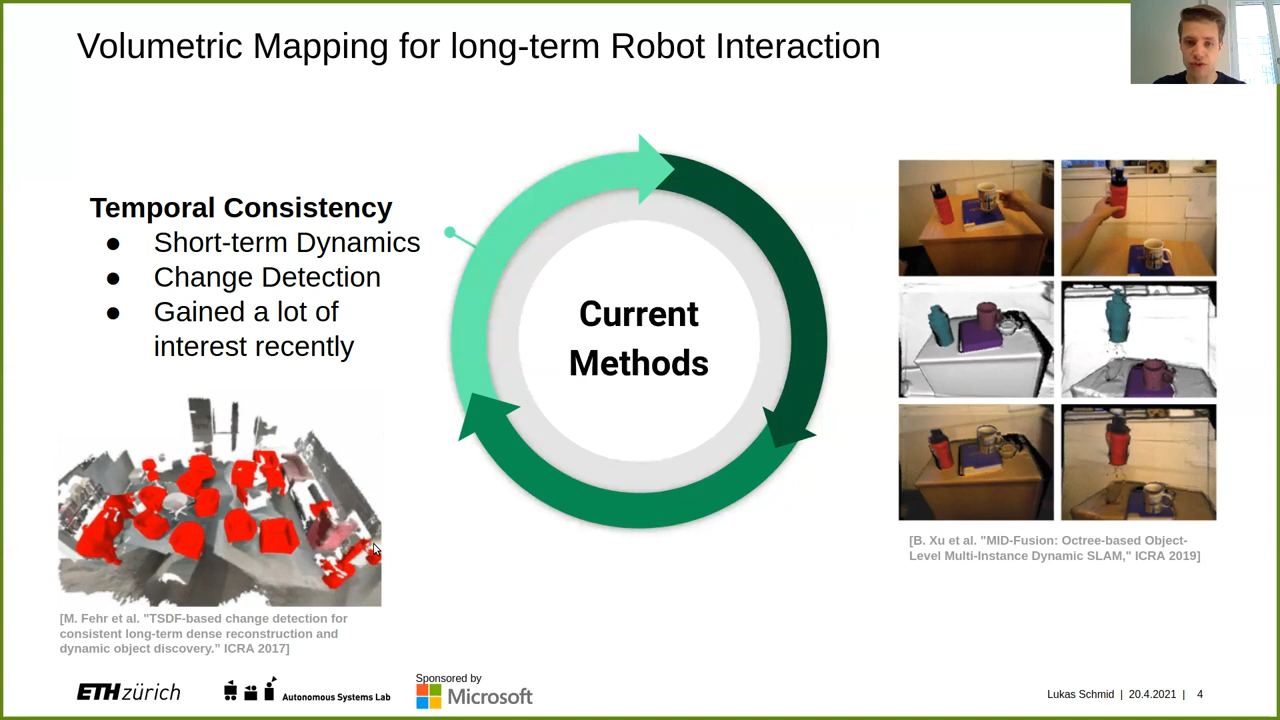 Volumetric Mapping for long-term Robot Interaction
Temporal Consistency
● Short-term Dynamics
● Change Detection
● Gained a lot of
interest recently
Current
Methods
[B. Xu et al. "MID-Fusion: Octree-based Object-
Level Multi-Instance Dynamic SLAM," ICRA 2019]
[M. Fehr et al. "TSDF-based change detection for
consistent long-term dense reconstruction and
dynamic object discovery.” ICRA 2017]
ETH zürich
Autonomous Systems Lab
Sponsored by
Microsoft
Lukas Schmid | 20.4.2021 | 4